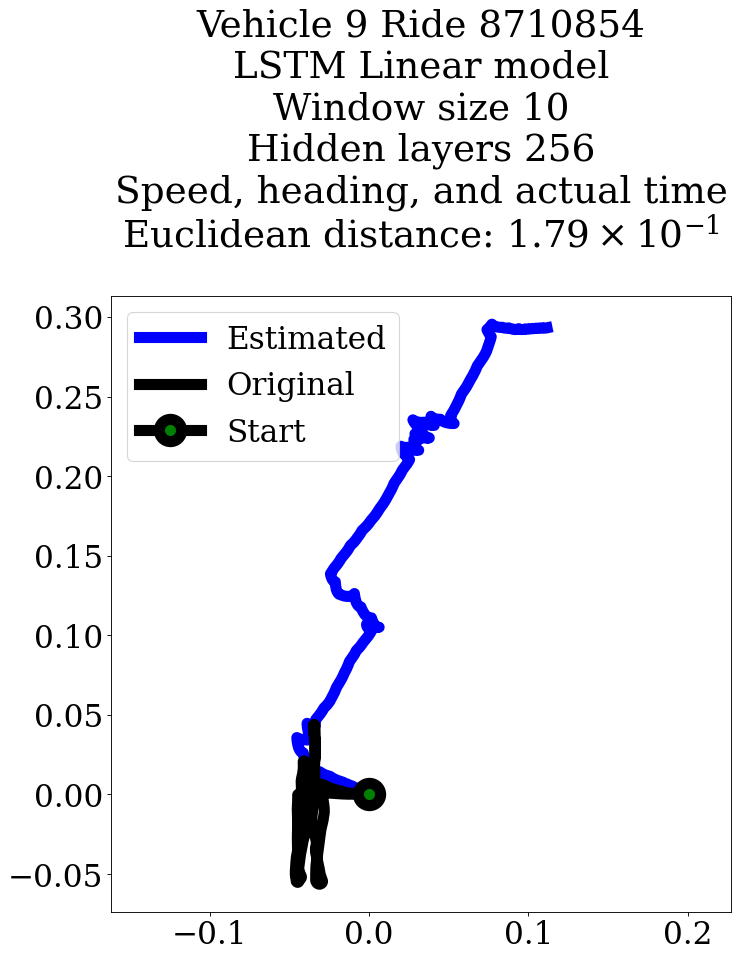 Vehicle 9 Ride 8710854
LSTM Linear model
Window size 10
Hidden layers 256
Speed, heading, and actual time
Euclidean distance: 1.79 × 10⁻¹
Estimated
Original
Start
0.30
0.25
0.20
0.15
0.10
0.05
0.00
−0.05
−0.1 0.0 0.1 0.2